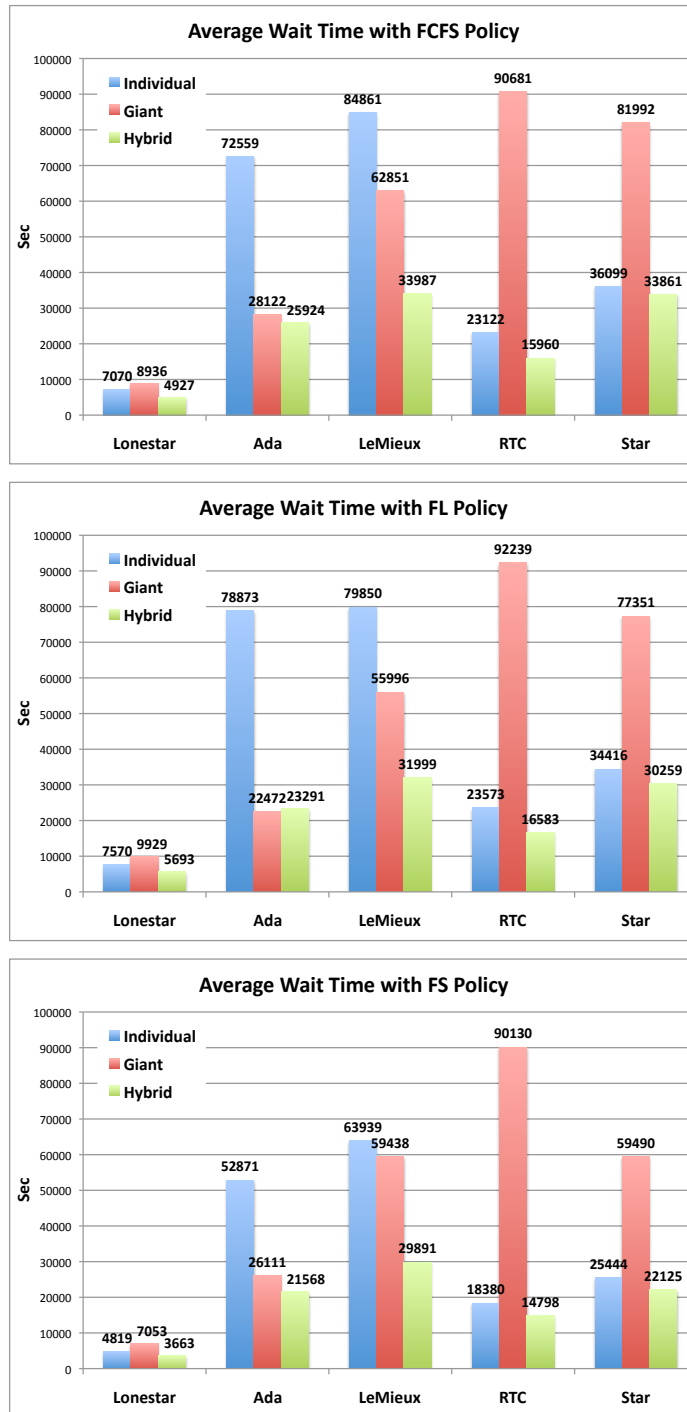 Average Wait Time with FCFS Policy
100000
90000
80000
70000
60000
50000
40000
30000
20000
10000
0
Sec
Individual
Giant
Hybrid
7070
8936
4927
72559
28122
25924
84861
62851
33987
23122
90681
15960
36099
81992
33861
Lonestar
Ada
LeMieux
RTC
Star
Average Wait Time with FL Policy
100000
90000
80000
70000
60000
50000
40000
30000
20000
10000
0
Sec
Individual
Giant
Hybrid
7570
9929
5693
78873
22472
23291
79850
55996
31999
23573
92239
16583
34416
77351
30259
Lonestar
Ada
LeMieux
RTC
Star
Average Wait Time with FS Policy
100000
90000
80000
70000
60000
50000
40000
30000
20000
10000
0
Sec
Individual
Giant
Hybrid
4819
7053
3663
52871
26111
21568
63939
59438
29891
18380
90130
14798
25444
59490
22125
Lonestar
Ada
LeMieux
RTC
Star